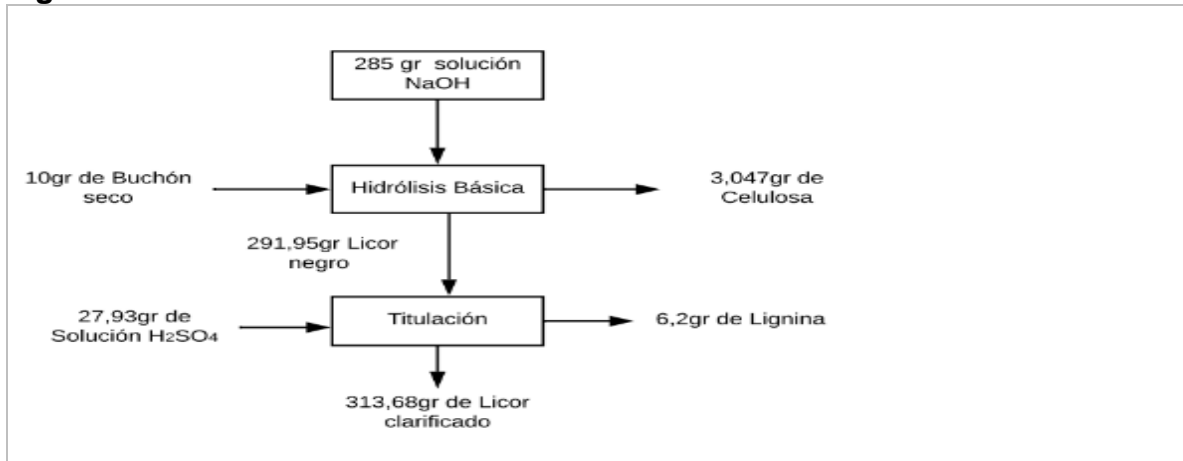 285 gr solución
NaOH
10gr de Buchón
seco
Hidrólisis Básica
3,047gr de
Celulosa
291,95gr Licor
negro
27,93gr de
Solución H₂SO₄
Titulación
6,2gr de Lignina
313,68gr de Licor
clarificado